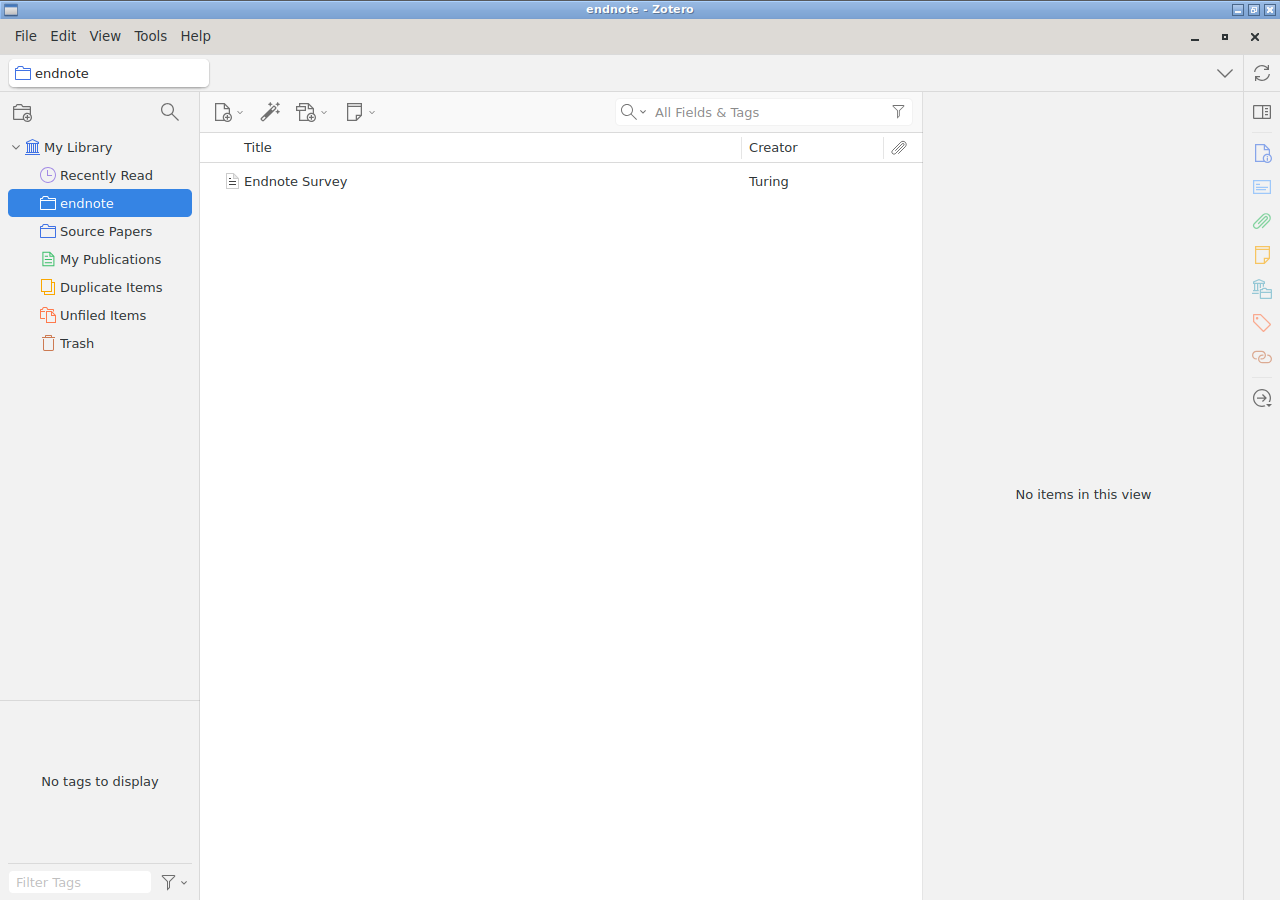 endnote - Zotero
File Edit View Tools Help
endnote
All Fields & Tags
My Library
Recently Read
endnote
Source Papers
My Publications
Duplicate Items
Unfiled Items
Trash
Title Creator
Endnote Survey Turing
No items in this view
No tags to display
Filter Tags